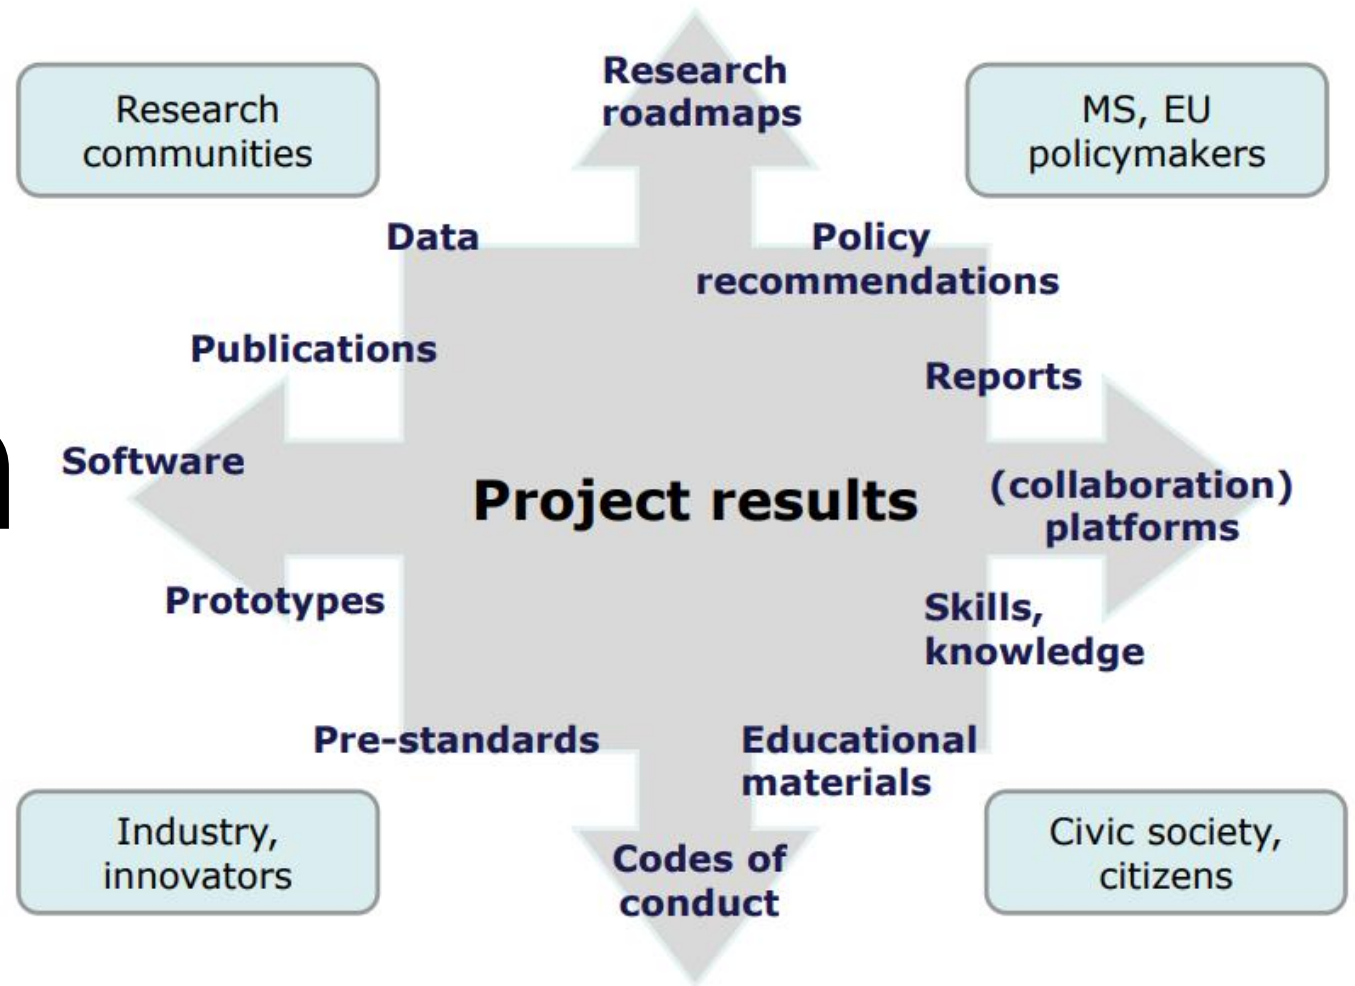 Research
roadmaps
Research
communities
MS, EU
policymakers
Data
Policy
recommendations
Publications
Reports
Software
Project results
(collaboration)
platforms
Prototypes
Skills,
knowledge
Pre-standards
Educational
materials
Industry,
innovators
Codes of
conduct
Civic society,
citizens